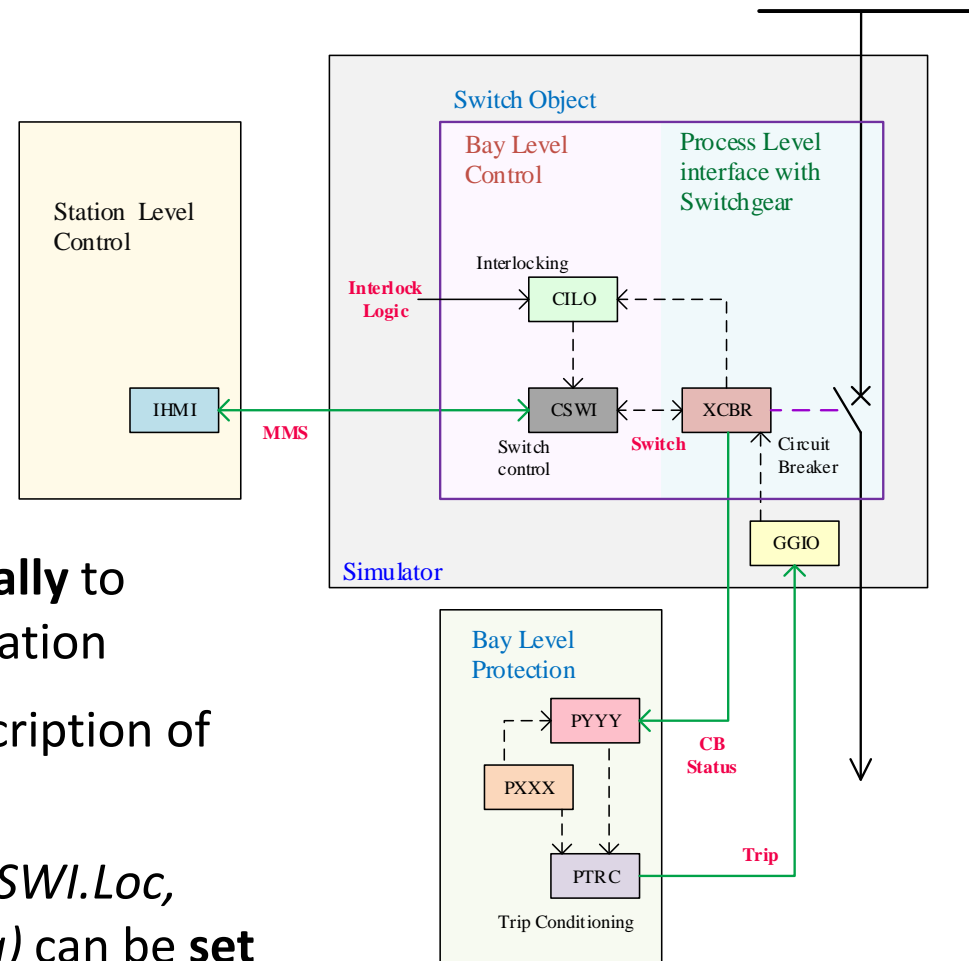 Switch Object
Bay Level
Control
Process Level
interface with
Switchgear
Station Level
Control
Interlocking
Interlock
Logic
CILO
IHMI
MMS
CSWI
Switch
control
Switch
XCBR
Circuit
Breaker
GGIO
Simulator
ally to
ation
cription of
SWI.Loc,
) can be set
Bay Level
Protection
PYYY
CB
Status
PXXX
PTRC
Trip
Trip Conditioning